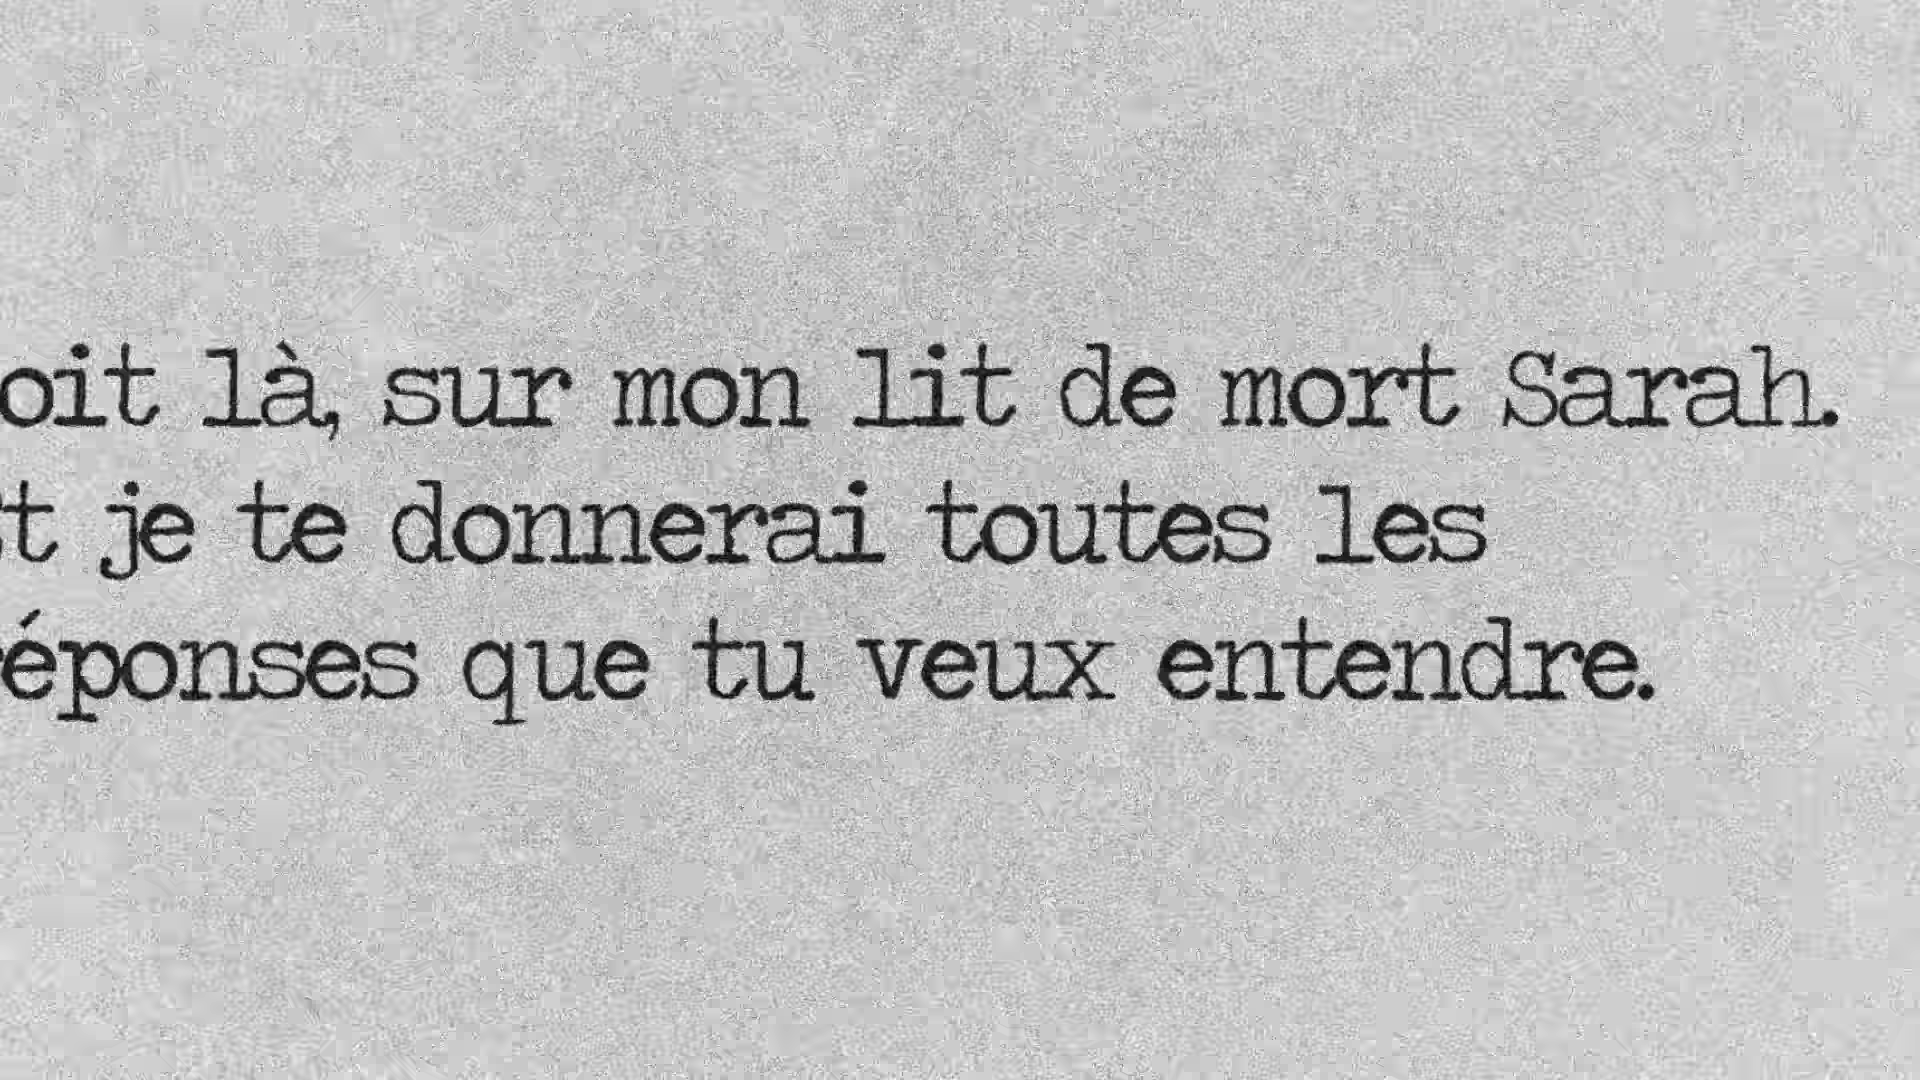 oit là, sur mon lit de mort Sarah.
t je te donnerai toutes les
éponses que tu veux entendre.